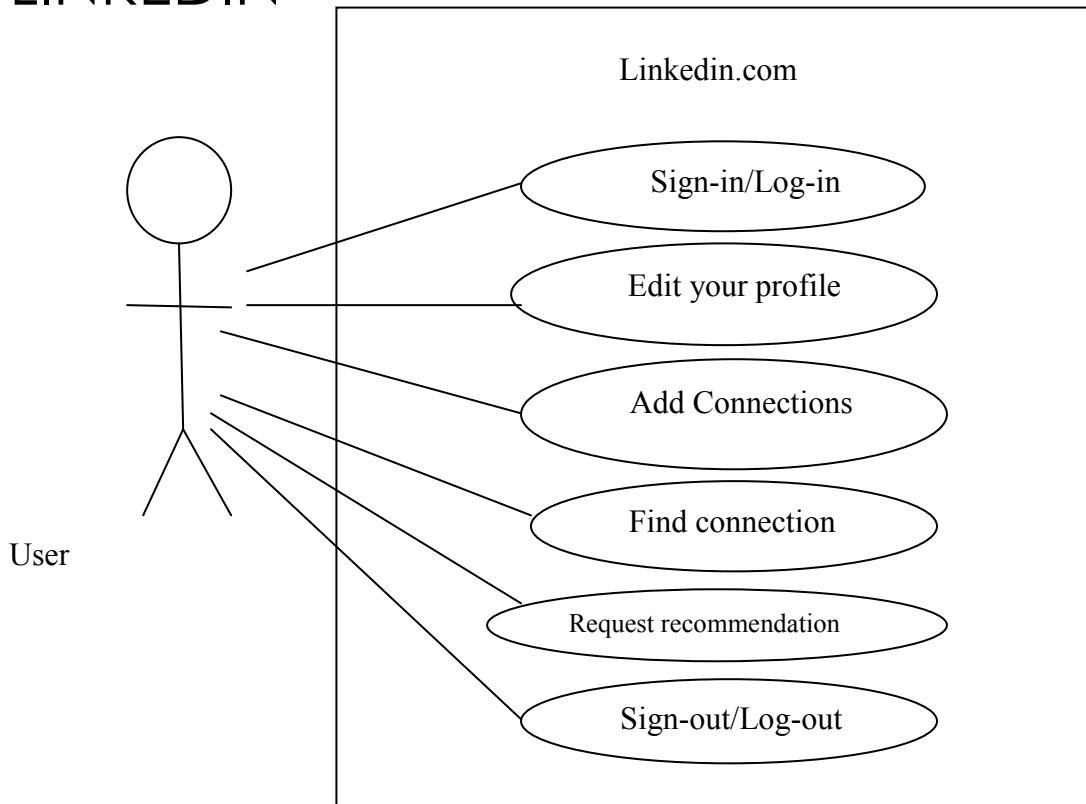 LINKEDIN
Linkedin.com
Sign-in/Log-in
Edit your profile
Add Connections
Find connection
User
Request recommendation
Sign-out/Log-out